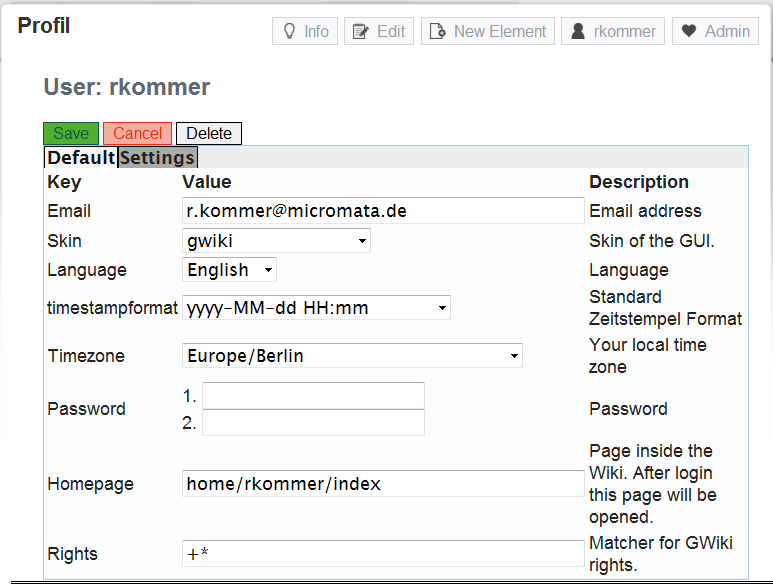 Profil
Info
Edit
New Element
rkommer
Admin
User: rkommer
Save
Cancel
Delete
Default
Settings
Key Value Description
Email r.kommer@micromata.de Email address
Skin gwiki Skin of the GUI.
Language English Language
timestampformat yyyy-MM-dd HH:mm Standard
Zeitstempel Format
Timezone Europe/Berlin Your local time
zone
Password 1. Password
2.
Homepage home/rkommer/index Page inside the
Wiki. After login
this page will be
opened.
Rights +* Matcher for GWiki
rights.